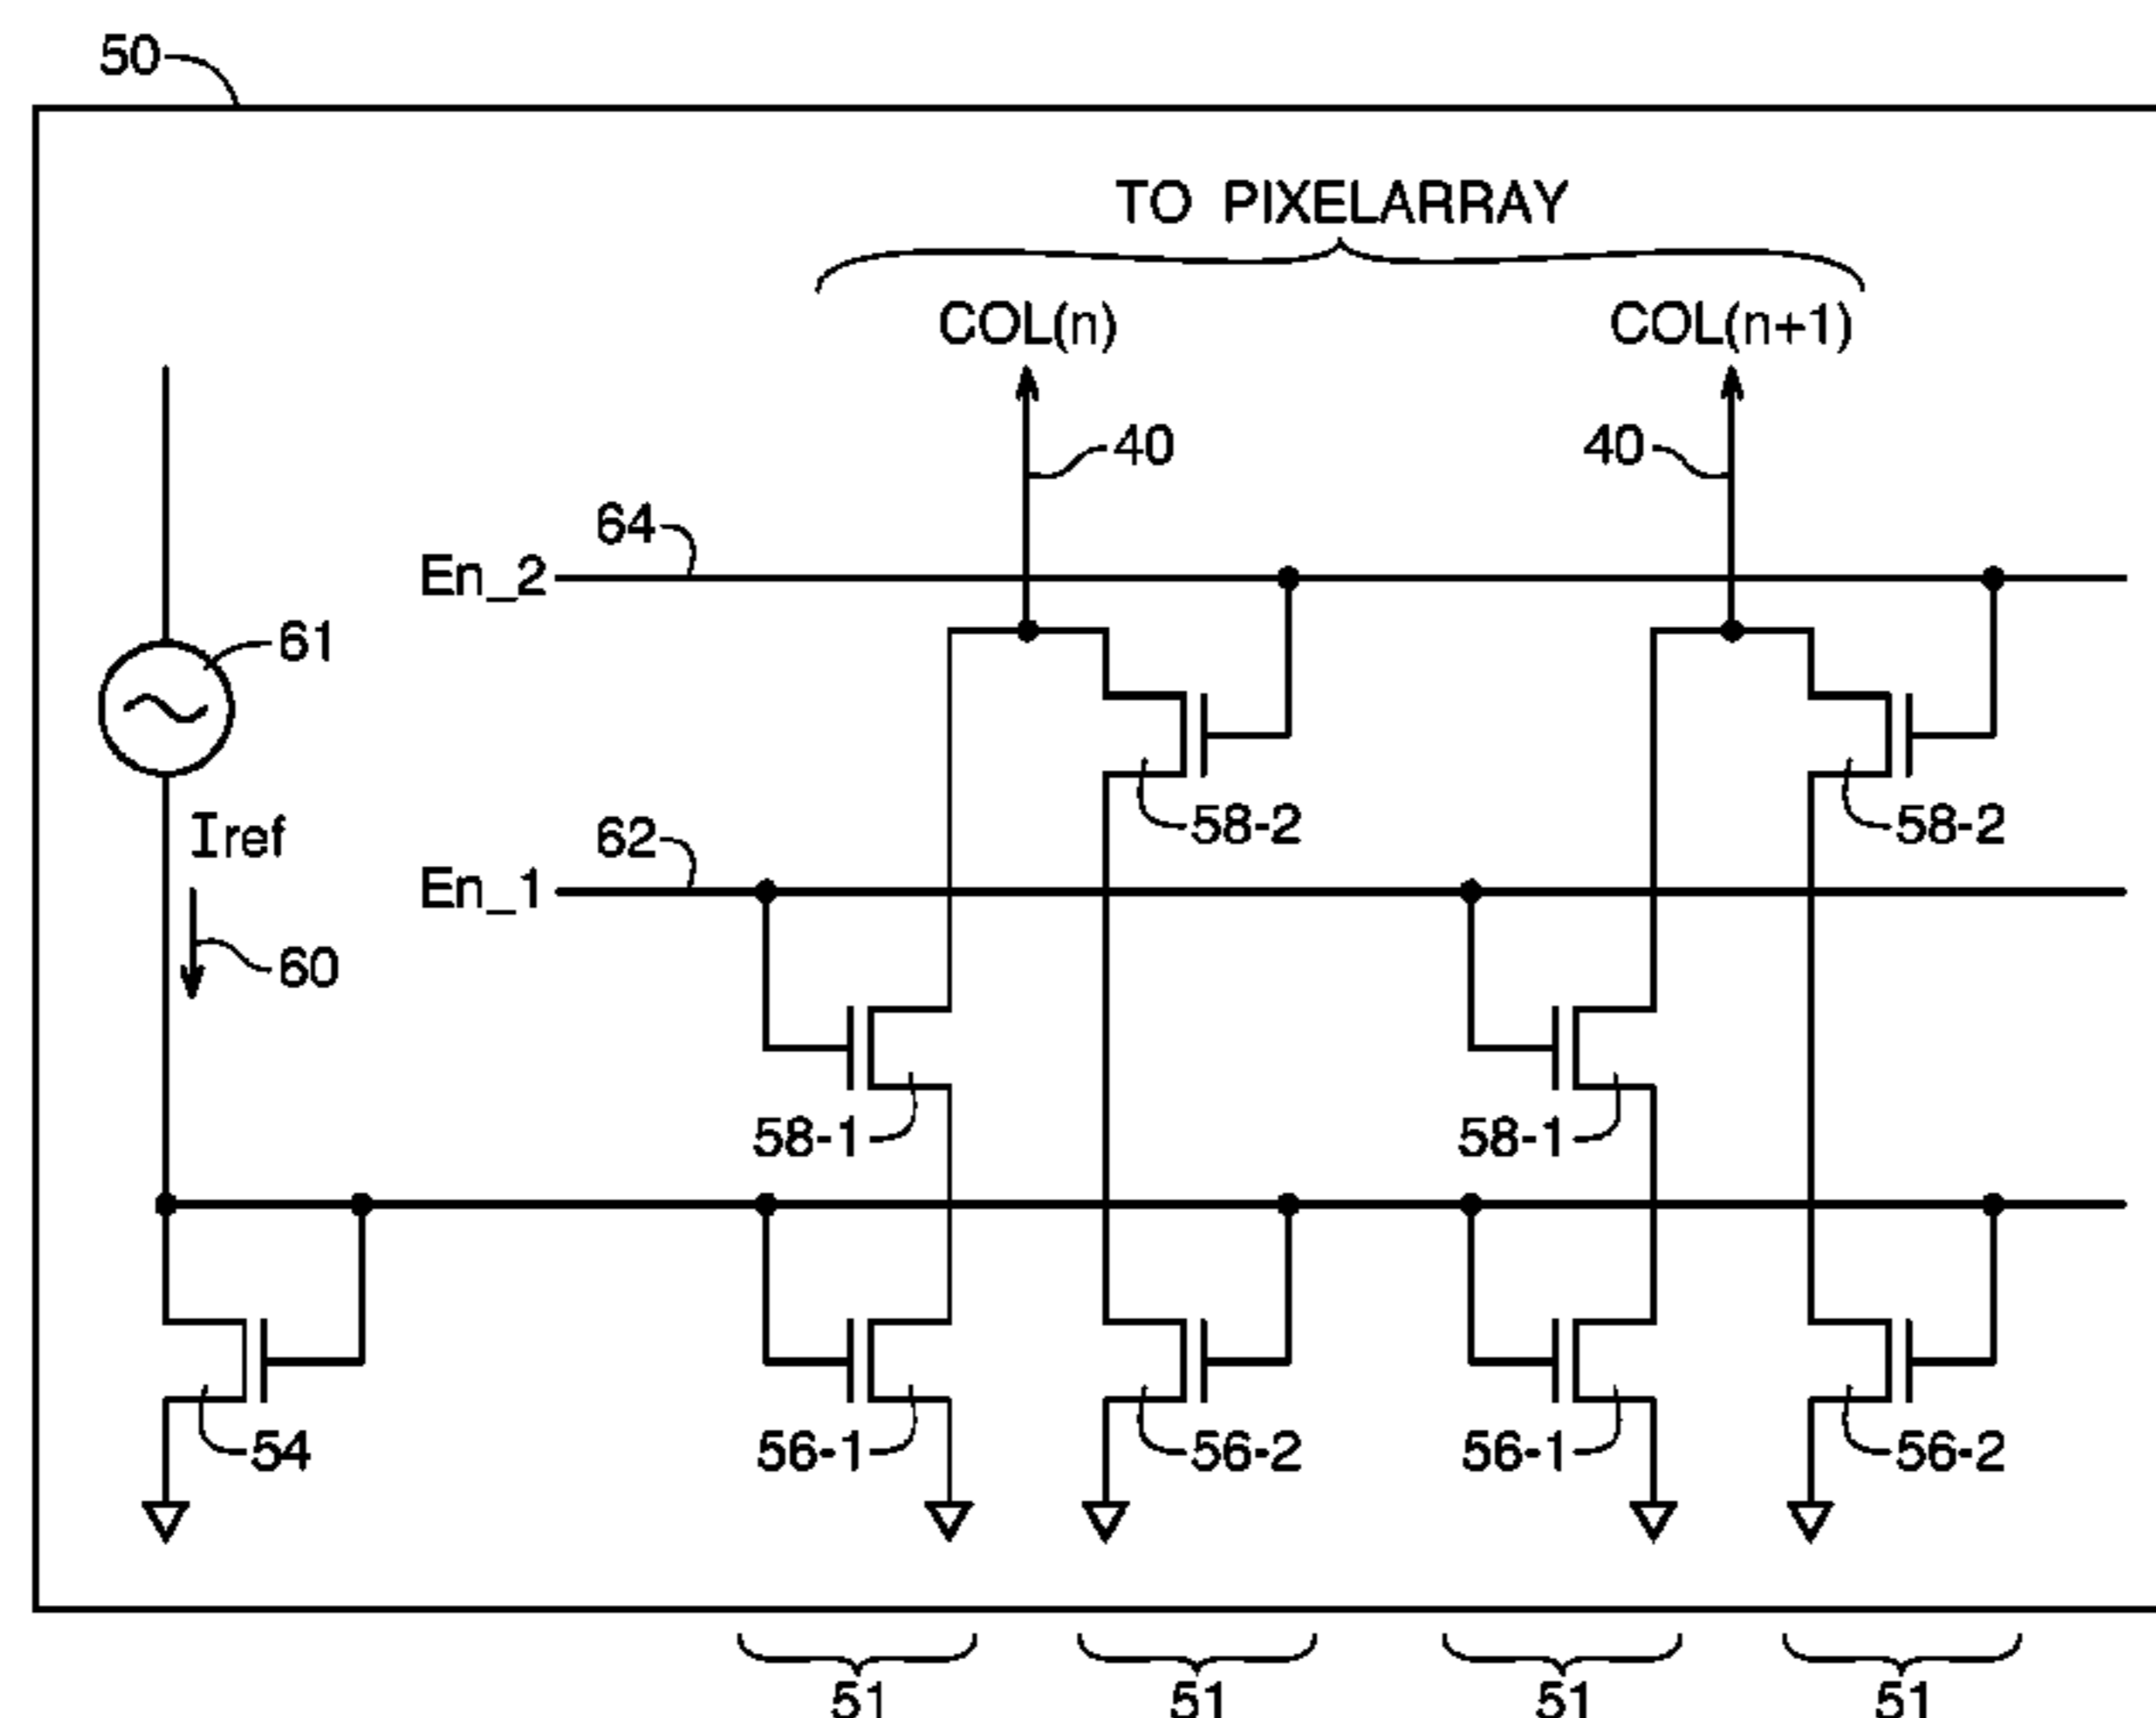 50
TO PIXELARRAY
COL(n) COL(n+1)
40 40
64
En_2
61
58-2 58-2
Iref
62
En_1
60
58-1 58-1
54 56-1 56-2 56-1 56-2
51 51 51 51